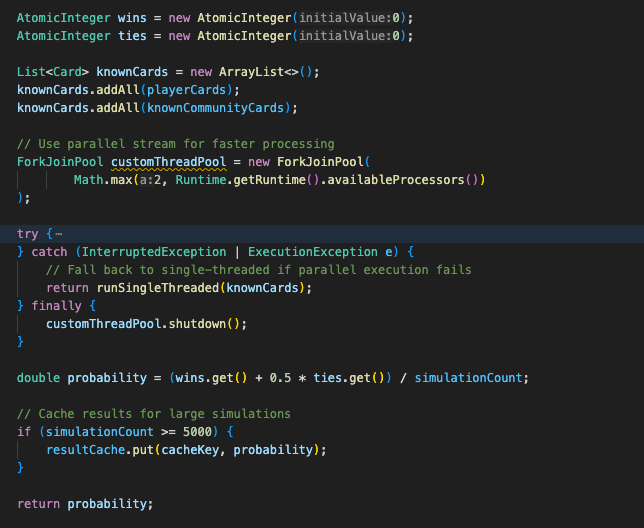 AtomicInteger wins = new AtomicInteger(initialValue:0);
AtomicInteger ties = new AtomicInteger(initialValue:0);

List<Card> knownCards = new ArrayList<>();
knownCards.addAll(playerCards);
knownCards.addAll(knownCommunityCards);

// Use parallel stream for faster processing
ForkJoinPool customThreadPool = new ForkJoinPool(
        Math.max(a:2, Runtime.getRuntime().availableProcessors())
);

try {⋯
} catch (InterruptedException | ExecutionException e) {
    // Fall back to single-threaded if parallel execution fails
    return runSingleThreaded(knownCards);
} finally {
    customThreadPool.shutdown();
}

double probability = (wins.get() + 0.5 * ties.get()) / simulationCount;

// Cache results for large simulations
if (simulationCount >= 5000) {
    resultCache.put(cacheKey, probability);
}

return probability;